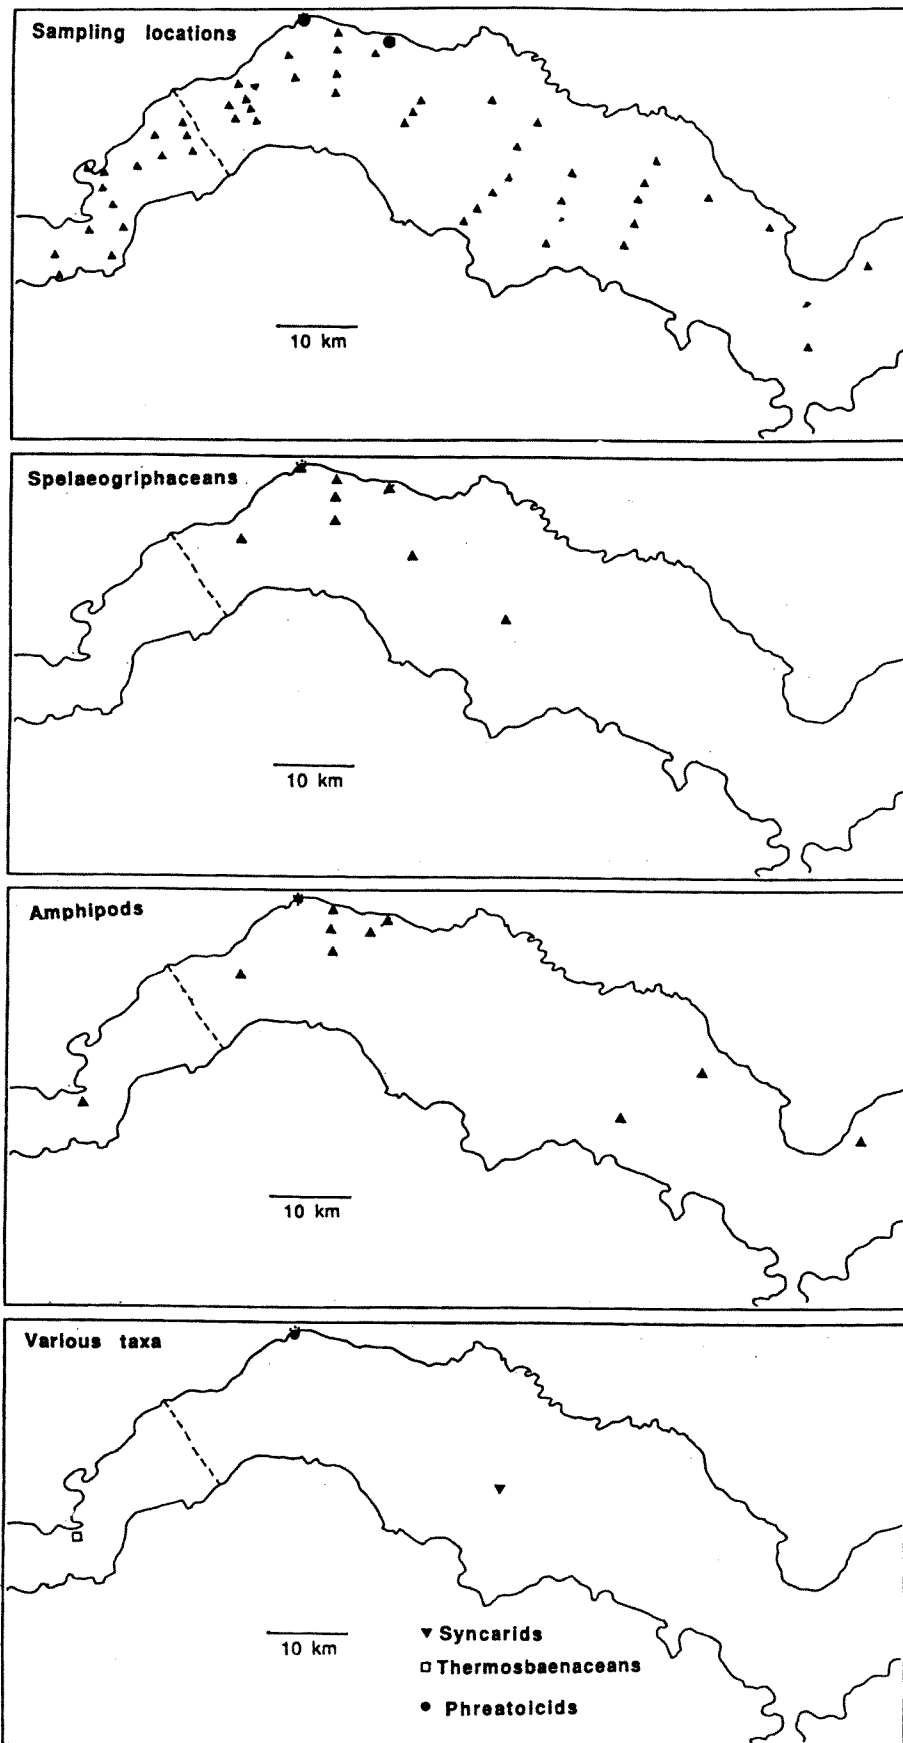 Sampling locations
10 km
Spelaeogriphaceans
10 km
Amphipods
10 km
Various taxa
10 km
Syncarids
Thermosbaenaceans
Phreatoicids